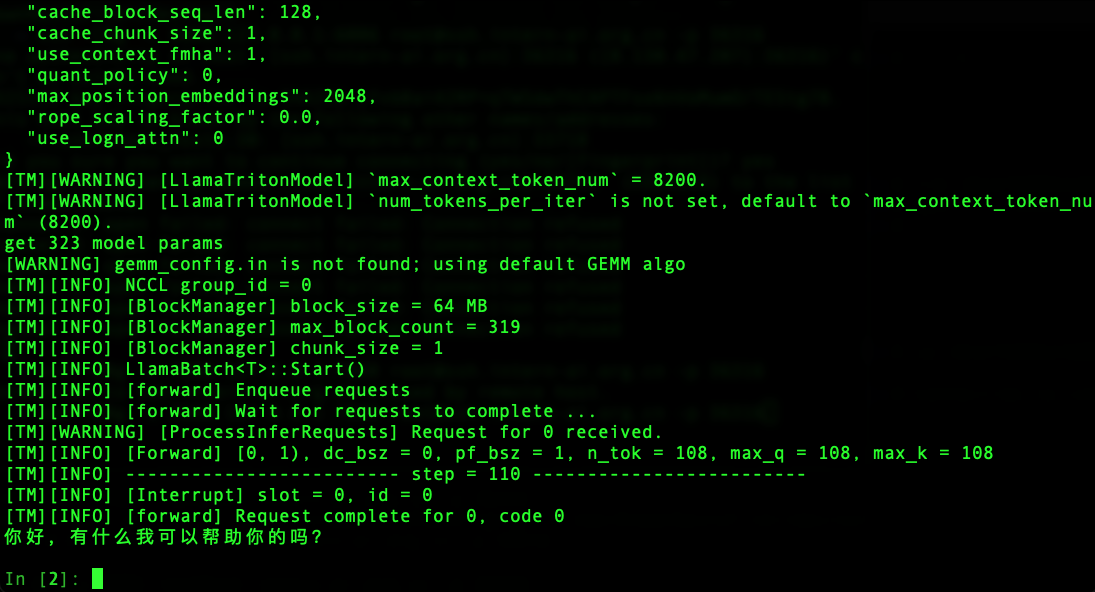 "cache_block_seq_len": 128,
"cache_chunk_size": 1,
"use_context_fmha": 1,
"quant_policy": 0,
"max_position_embeddings": 2048,
"rope_scaling_factor": 0.0,
"use_logn_attn": 0
}
[TM][WARNING] [LlamaTritonModel] `max_context_token_num` = 8200.
[TM][WARNING] [LlamaTritonModel] `num_tokens_per_iter` is not set, default to `max_context_token_nu
m` (8200).
get 323 model params
[WARNING] gemm_config.in is not found; using default GEMM algo
[TM][INFO] NCCL group_id = 0
[TM][INFO] [BlockManager] block_size = 64 MB
[TM][INFO] [BlockManager] max_block_count = 319
[TM][INFO] [BlockManager] chunk_size = 1
[TM][INFO] LlamaBatch<T>::Start()
[TM][INFO] [forward] Enqueue requests
[TM][INFO] [forward] Wait for requests to complete ...
[TM][WARNING] [ProcessInferRequests] Request for 0 received.
[TM][INFO] [Forward] [0, 1), dc_bsz = 0, pf_bsz = 1, n_tok = 108, max_q = 108, max_k = 108
[TM][INFO] ------------------------- step = 110 -------------------------
[TM][INFO] [Interrupt] slot = 0, id = 0
[TM][INFO] [forward] Request complete for 0, code 0
你好，有什么我可以帮助你的吗？
In [2]: